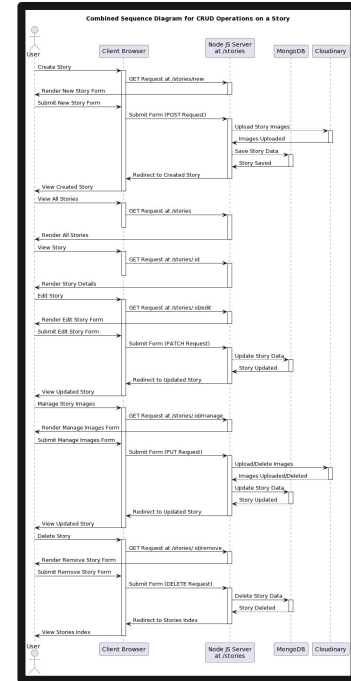 Combined Sequence Diagram for CRUD Operations on a Story
User
Client Browser
Node JS Server
at /stories
MongoDB
Cloudinary
Create Story
GET Request at /stories/new
Render New Story Form
Submit New Story Form
Submit Form (POST Request)
Upload Story Images
Images Uploaded
Save Story Data
Story Saved
Redirect to Created Story
View Created Story
View All Stories
GET Request at /stories
Render All Stories
View Story
GET Request at /stories/:id
Render Story Details
Edit Story
GET Request at /stories/:id/edit
Render Edit Story Form
Submit Edit Story Form
Submit Form (PATCH Request)
Update Story Data
Story Updated
Redirect to Updated Story
View Updated Story
Manage Story Images
GET Request at /stories/:id/manage
Render Manage Images Form
Submit Manage Images Form
Submit Form (PUT Request)
Upload/Delete Images
Images Uploaded/Deleted
Update Story Data
Story Updated
Redirect to Updated Story
View Updated Story
Delete Story
GET Request at /stories/:id/remove
Render Remove Story Form
Submit Remove Story Form
Submit Form (DELETE Request)
Delete Story Data
Story Deleted
Redirect to Stories Index
View Stories Index
User
Client Browser
Node JS Server
at /stories
MongoDB
Cloudinary